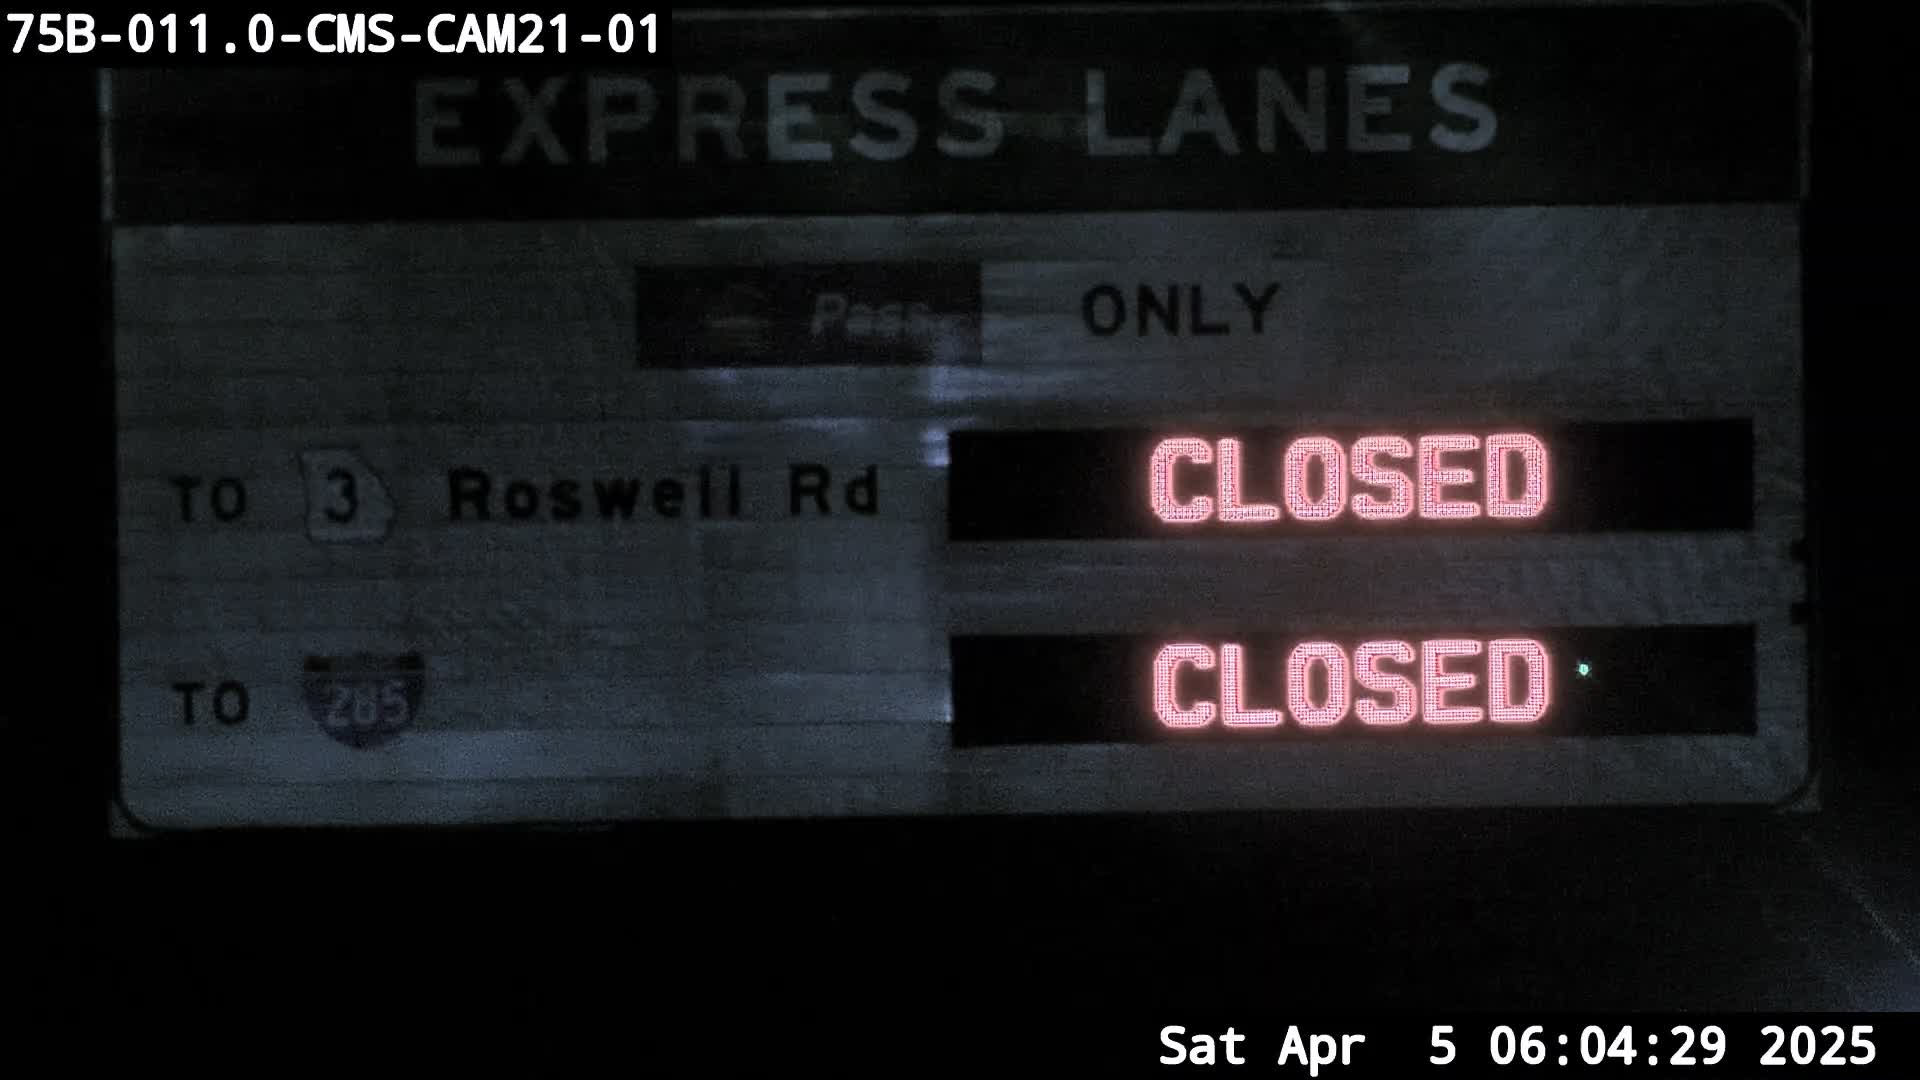 75B-011.0-CMS-CAM21-01
EXPRESS LANES
Pass ONLY
TO 3 Roswell Rd CLOSED
TO 285 CLOSED
Sat Apr 5 06:04:29 2025